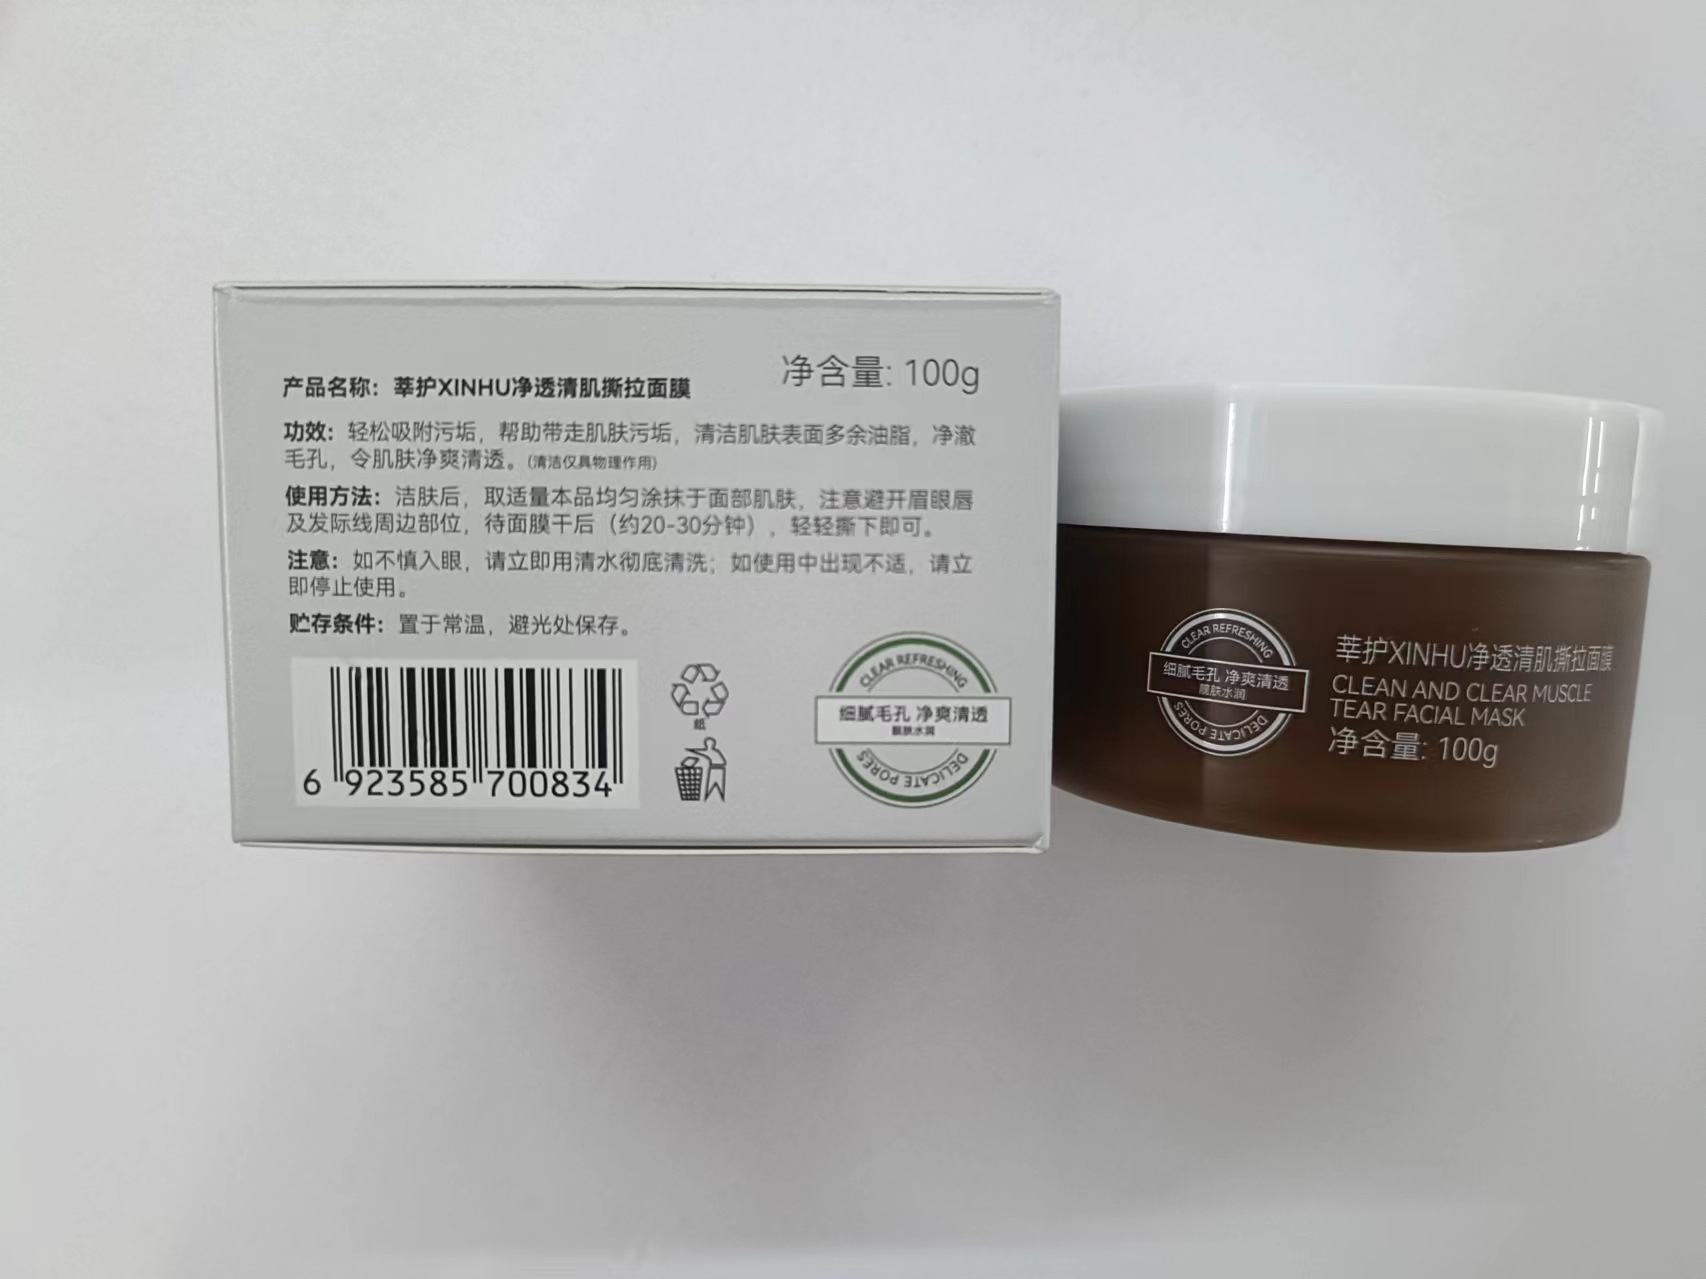 净含量: 100g
产品名称：莘护XINHU净透清肌撕拉面膜
功效：轻松吸附污垢，帮助带走肌肤污垢，清洁肌肤表面多余油脂，净澈
毛孔，令肌肤净爽清透。(清洁仅具物理作用)
使用方法：洁肤后，取适量本品均匀涂抹于面部肌肤，注意避开眉眼唇
及发际线周边部位，待面膜干后（约20-30分钟），轻轻撕下即可。
注意：如不慎入眼，请立即用清水彻底清洗；如使用中出现不适，请立
即停止使用。
贮存条件：置于常温，避光处保存。
6 923585 700834
纸
CLEAR REFRESHING
细腻毛孔 净爽清透
靓肤水润
DELICATE PORES
CLEAR REFRESHING
细腻毛孔 净爽清透
靓肤水润
DELICATE PORES
莘护XINHU净透清肌撕拉面膜
CLEAN AND CLEAR MUSCLE
TEAR FACIAL MASK
净含量: 100g